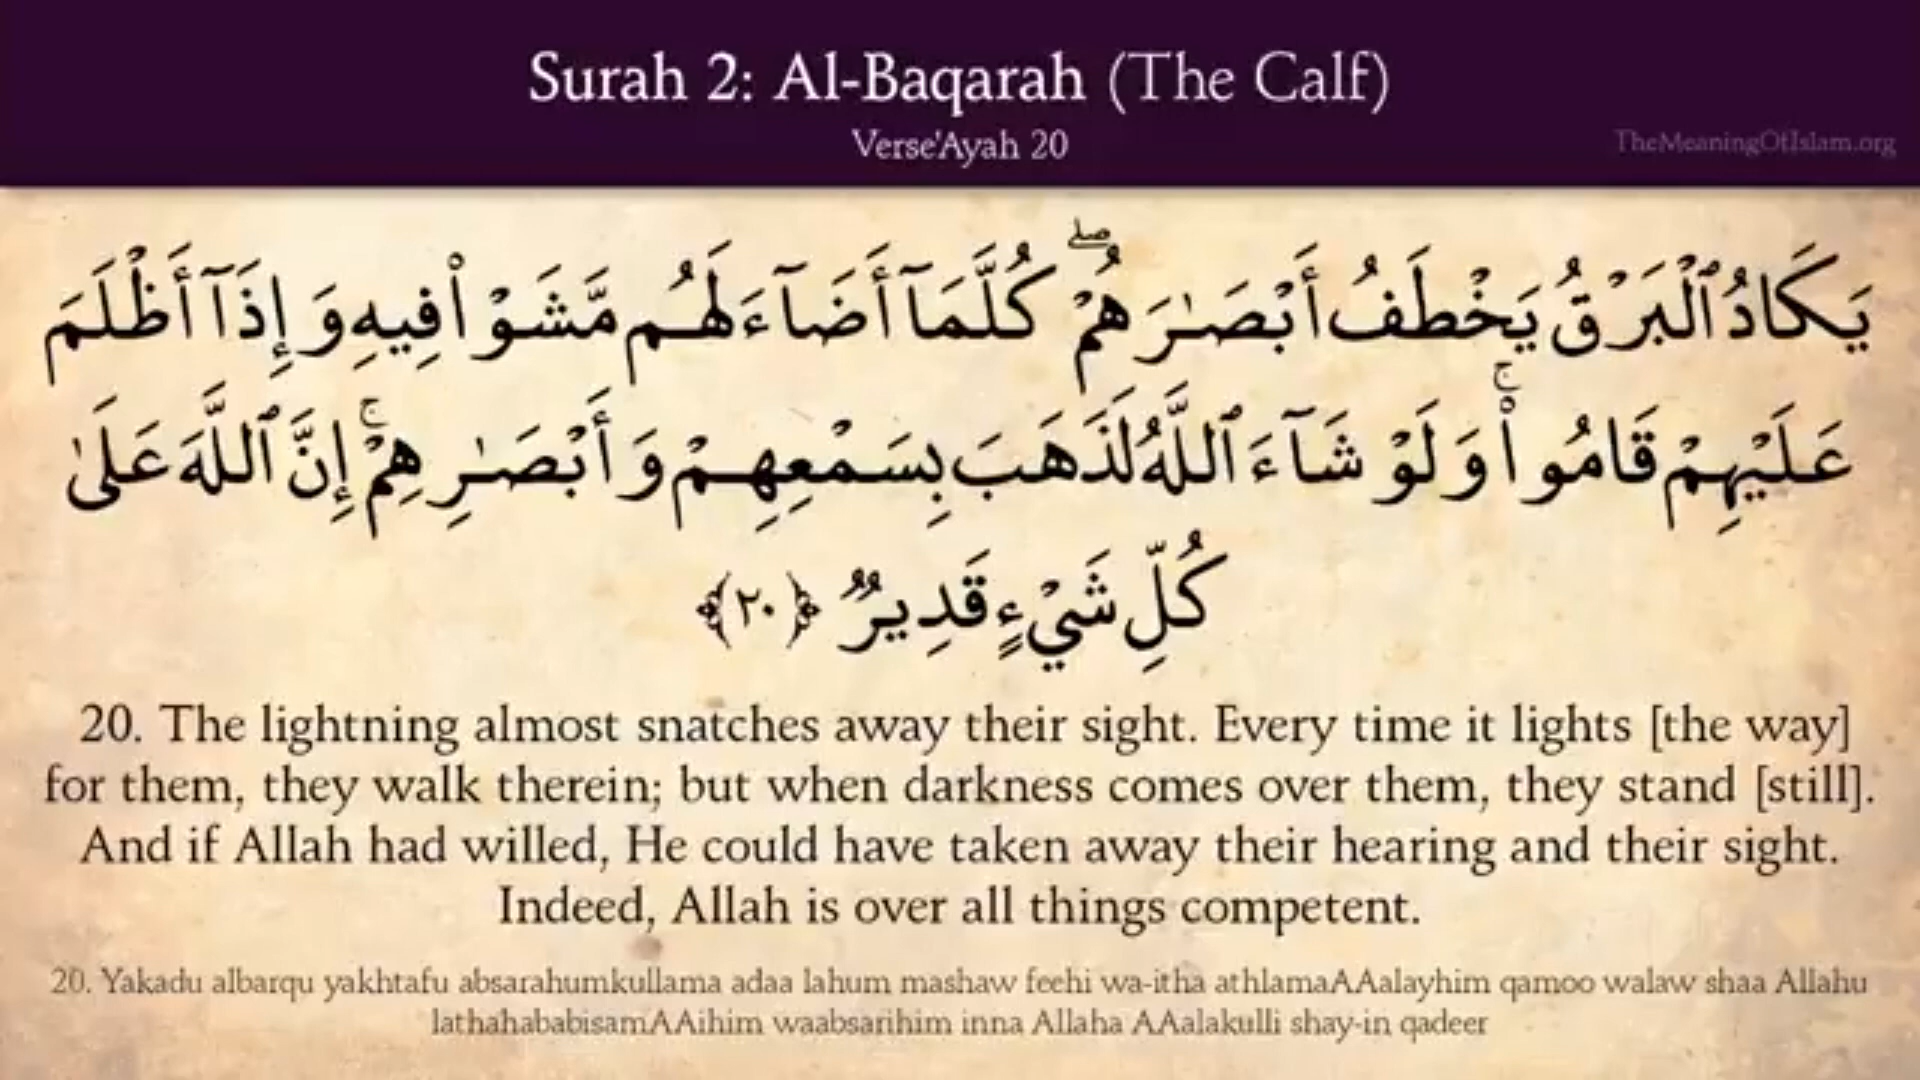 Surah 2: Al-Baqarah (The Calf)
Verse'Ayah 20
TheMeaningOfIslam.org
يَكَادُ ٱلْبَرْقُ يَخْطَفُ أَبْصَـٰرَهُمْ ۖ كُلَّمَآ أَضَآءَ لَهُم مَّشَوْا۟ فِيهِ وَإِذَآ أَظْلَمَ
عَلَيْهِمْ قَامُوا۟ ۚ وَلَوْ شَآءَ ٱللَّهُ لَذَهَبَ بِسَمْعِهِمْ وَأَبْصَـٰرِهِمْ ۚ إِنَّ ٱللَّهَ عَلَىٰ
كُلِّ شَيْءٍ قَدِيرٌ ﴿٢٠﴾
20. The lightning almost snatches away their sight. Every time it lights [the way]
for them, they walk therein; but when darkness comes over them, they stand [still].
And if Allah had willed, He could have taken away their hearing and their sight.
Indeed, Allah is over all things competent.
20. Yakadu albarqu yakhtafu absarahumkullama adaa lahum mashaw feehi wa-itha athlamaAAalayhim qamoo walaw shaa Allahu
lathahababisamAAihim waabsarihim inna Allaha AAalakulli shay-in qadeer